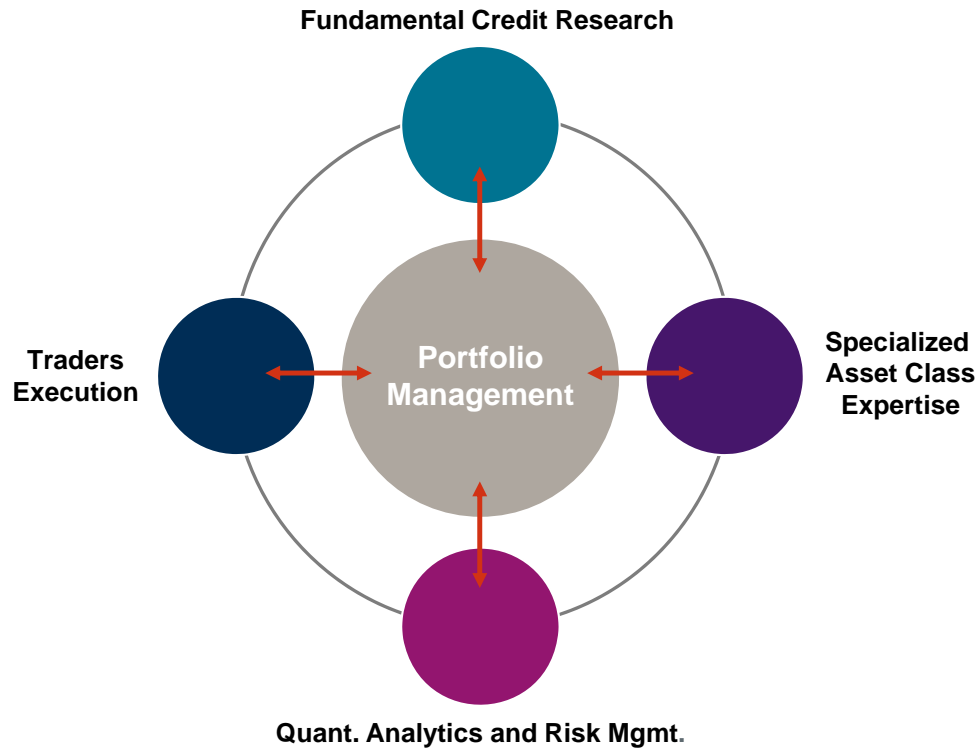 Fundamental Credit Research
Traders
Execution
Portfolio
Management
Specialized
Asset Class
Expertise
Quant. Analytics and Risk Mgmt.